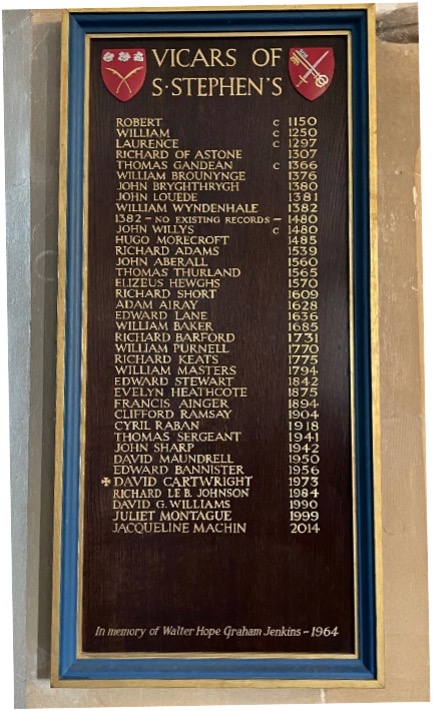 VICARS OF
S·STEPHEN'S
ROBERT c 1150
WILLIAM c 1250
LAURENCE c 1297
RICHARD OF ASTONE 1307
THOMAS GANDEAN c 1366
WILLIAM BROUNYNGE 1376
JOHN BRYGHTHRYGH 1380
JOHN LOUEDE 1381
WILLIAM WYNDENHALE 1382
1382 – NO EXISTING RECORDS – 1480
JOHN WILLYS c 1480
HUGO MORECROFT 1485
RICHARD ADAMS 1539
JOHN ABERALL 1560
THOMAS THURLAND 1565
ELIZEUS HEWGHS 1570
RICHARD SHORT 1609
ADAM AIRAY 1628
EDWARD LANE 1636
WILLIAM BAKER 1685
RICHARD BARFORD 1731
WILLIAM PURNELL 1770
RICHARD KEATS 1775
WILLIAM MASTERS 1794
EDWARD STEWART 1842
EVELYN HEATHCOTE 1875
FRANCIS AINGER 1894
CLIFFORD RAMSAY 1904
CYRIL RABAN 1918
THOMAS SERGEANT 1941
JOHN SHARP 1942
DAVID MAUNDRELL 1950
EDWARD BANNISTER 1956
✠ DAVID CARTWRIGHT 1973
RICHARD LE B. JOHNSON 1984
DAVID G. WILLIAMS 1990
JULIET MONTAGUE 1999
JACQUELINE MACHIN 2014
In memory of Walter Hope Graham Jenkins – 1964